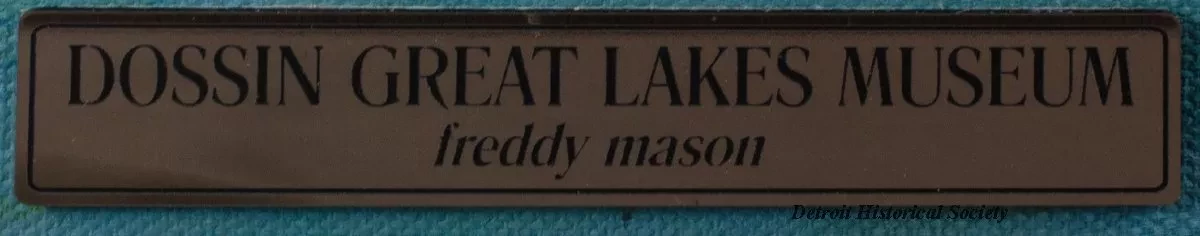 DOSSIN GREAT LAKES MUSEUM
freddy mason
Detroit Historical Society